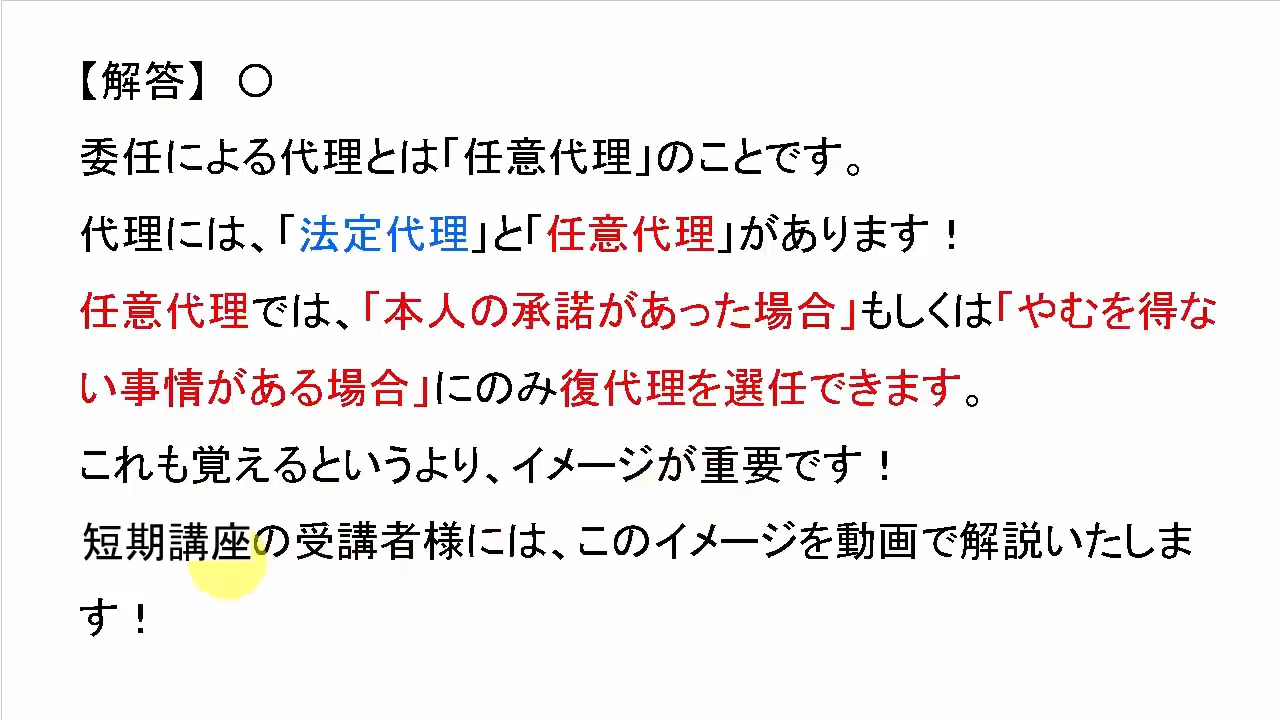 【解答】 ○
委任による代理とは「任意代理」のことです。
代理には、「法定代理」と「任意代理」があります！
任意代理では、「本人の承諾があった場合」もしくは「やむを得な
い事情がある場合」にのみ復代理を選任できます。
これも覚えるというより、イメージが重要です！
短期講座の受講者様には、このイメージを動画で解説いたしま
す！